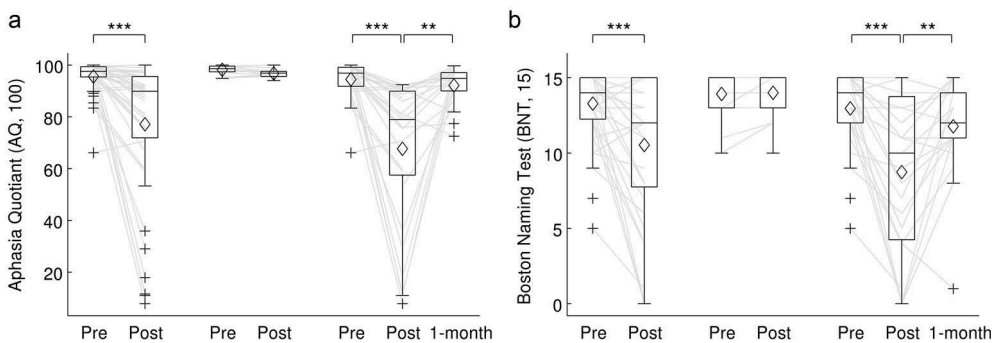 a
*** *** **
Aphasia Quotiant (AQ, 100)
100
80
60
40
20
Pre Post Pre Post Pre Post 1-month
b
*** *** **
Boston Naming Test (BNT, 15)
15
10
5
0
Pre Post Pre Post Pre Post 1-month